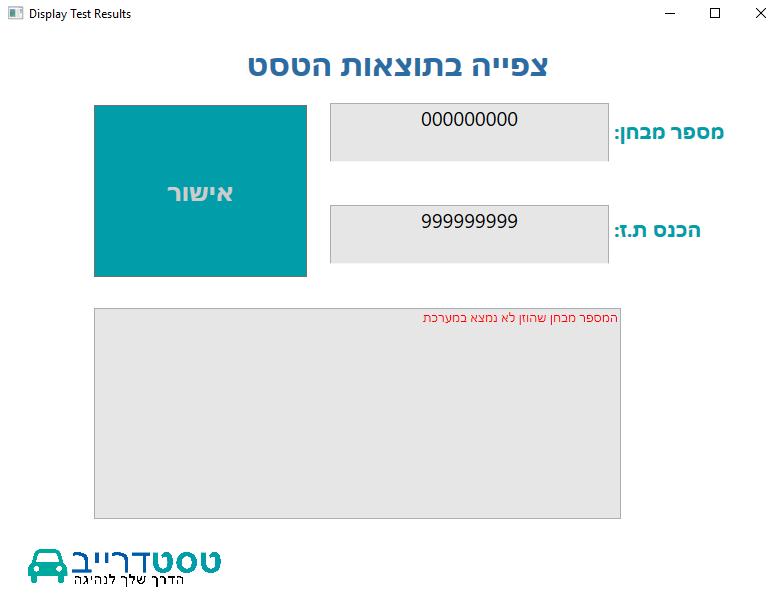 Display Test Results
צפייה בתוצאות הטסט
מספר מבחן:
000000000
הכנס ת.ז:
999999999
אישור
המספר מבחן שהוזן לא נמצא במערכת
טסטדרייב
הדרך שלך לנהיגה